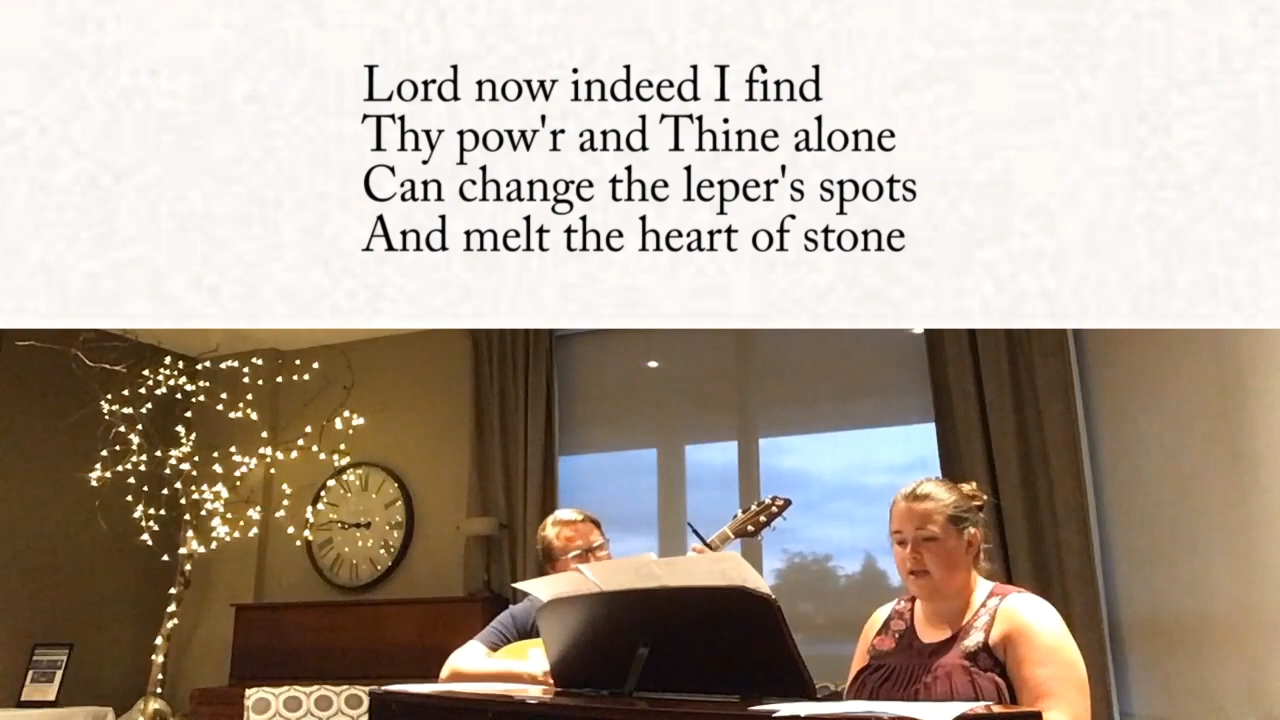 Lord now indeed I find
Thy pow'r and Thine alone
Can change the leper's spots
And melt the heart of stone